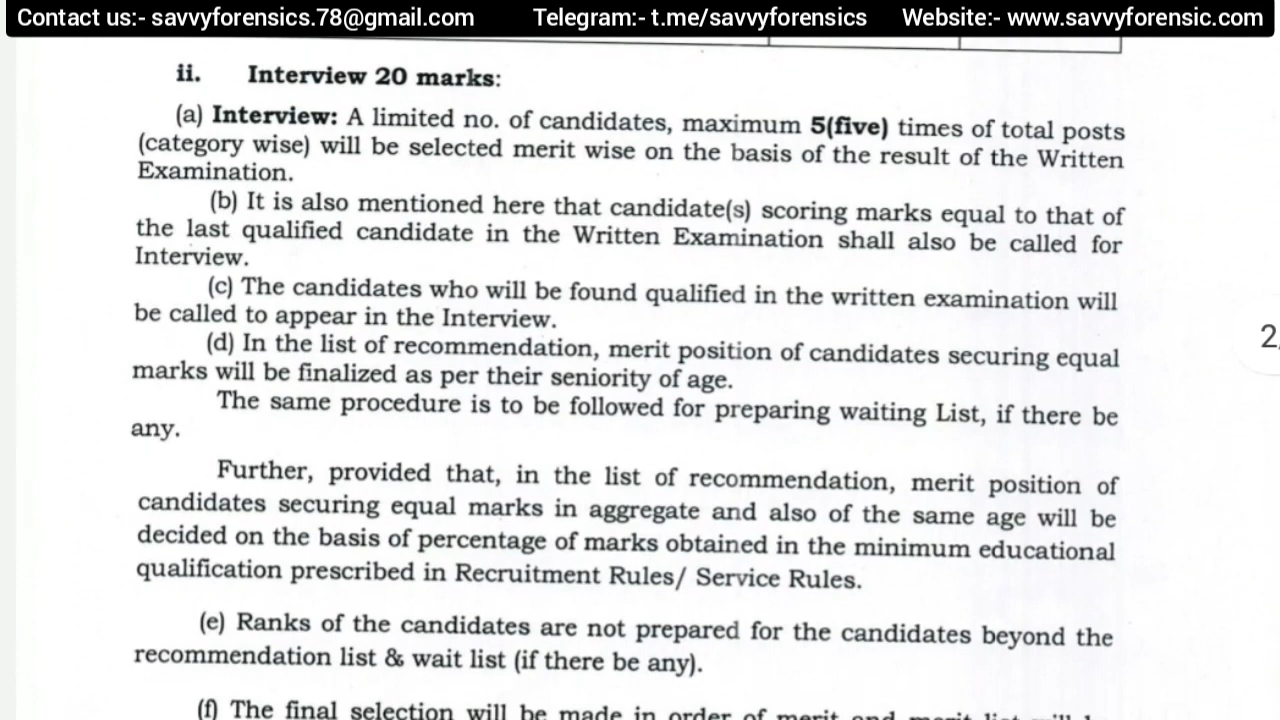 Contact us:- savvyforensics.78@gmail.com Telegram:- t.me/savvyforensics Website:- www.savvyforensic.com
ii. Interview 20 marks:
(a) Interview: A limited no. of candidates, maximum 5(five) times of total posts
(category wise) will be selected merit wise on the basis of the result of the Written
Examination.
(b) It is also mentioned here that candidate(s) scoring marks equal to that of
the last qualified candidate in the Written Examination shall also be called for
Interview.
(c) The candidates who will be found qualified in the written examination will
be called to appear in the Interview.
(d) In the list of recommendation, merit position of candidates securing equal
marks will be finalized as per their seniority of age.
The same procedure is to be followed for preparing waiting List, if there be
any.
Further, provided that, in the list of recommendation, merit position of
candidates securing equal marks in aggregate and also of the same age will be
decided on the basis of percentage of marks obtained in the minimum educational
qualification prescribed in Recruitment Rules/ Service Rules.
(e) Ranks of the candidates are not prepared for the candidates beyond the
recommendation list & wait list (if there be any).
(f) The final selection will be made in order of merit and merit list will